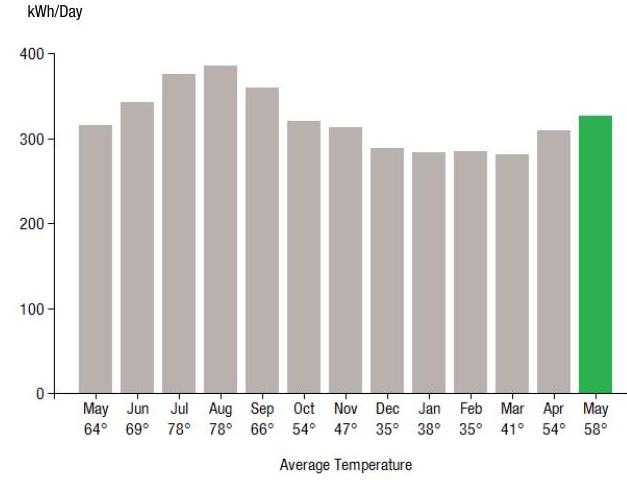 kWh/Day
400
300
200
100
0
May Jun Jul Aug Sep Oct Nov Dec Jan Feb Mar Apr May
64° 69° 78° 78° 66° 54° 47° 35° 38° 35° 41° 54° 58°
Average Temperature